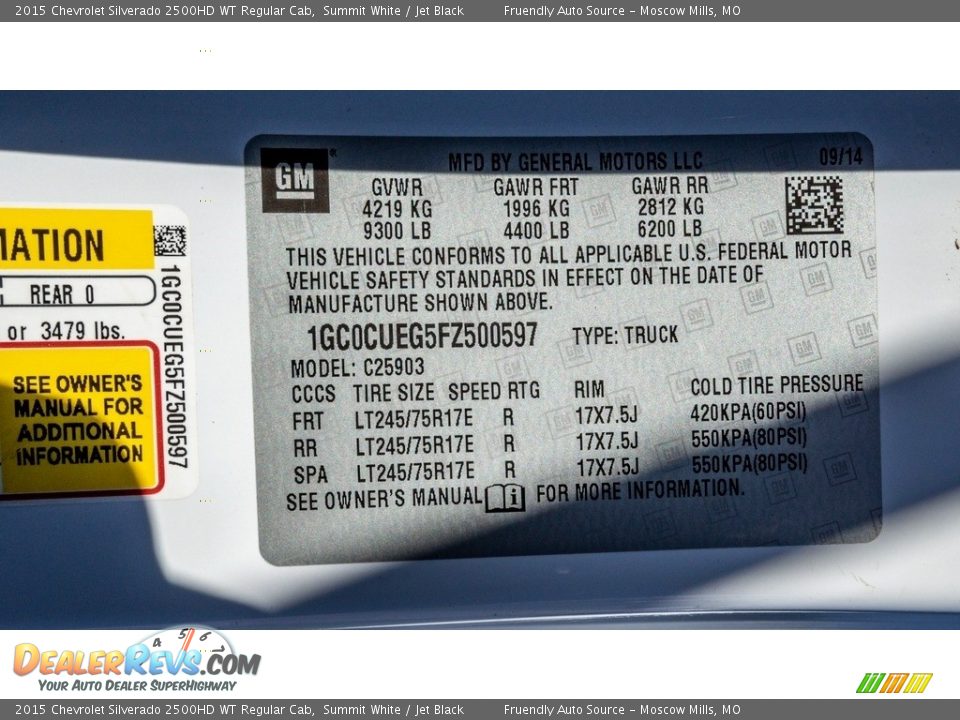 2015 Chevrolet Silverado 2500HD WT Regular Cab, Summit White / Jet Black Fruendly Auto Source - Moscow Mills, MO
MATION
REAR 0
or 3479 lbs.
SEE OWNER'S
MANUAL FOR
ADDITIONAL
INFORMATION
1GC0CUEG5FZ500597
GM
MFD BY GENERAL MOTORS LLC 09/14
GVWR GAWR FRT GAWR RR
4219 KG 1996 KG 2812 KG
9300 LB 4400 LB 6200 LB
THIS VEHICLE CONFORMS TO ALL APPLICABLE U.S. FEDERAL MOTOR
VEHICLE SAFETY STANDARDS IN EFFECT ON THE DATE OF
MANUFACTURE SHOWN ABOVE.
1GC0CUEG5FZ500597 TYPE: TRUCK
MODEL: C25903
CCCS TIRE SIZE SPEED RTG RIM COLD TIRE PRESSURE
FRT LT245/75R17E R 17X7.5J 420KPA(60PSI)
RR LT245/75R17E R 17X7.5J 550KPA(80PSI)
SPA LT245/75R17E R 17X7.5J 550KPA(80PSI)
SEE OWNER'S MANUAL FOR MORE INFORMATION.
4 5 6 7
DEALERREVS.COM
YOUR AUTO DEALER SUPERHIGHWAY
2015 Chevrolet Silverado 2500HD WT Regular Cab, Summit White / Jet Black Fruendly Auto Source - Moscow Mills, MO